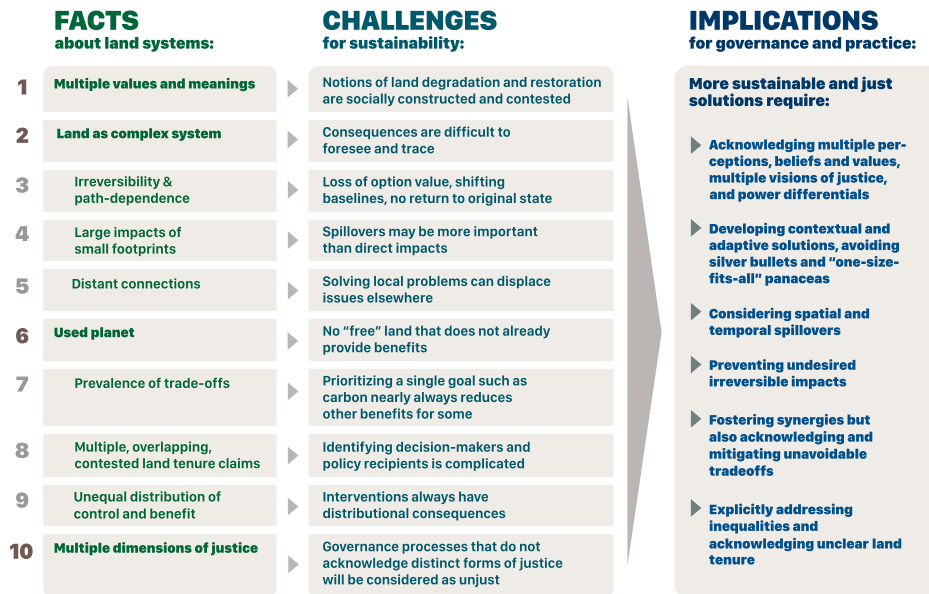 FACTS
about land systems:
CHALLENGES
for sustainability:
IMPLICATIONS
for governance and practice:
1
Multiple values and meanings
Notions of land degradation and restoration
are socially constructed and contested
2
Land as complex system
Consequences are difficult to
foresee and trace
3
Irreversibility &
path-dependence
Loss of option value, shifting
baselines, no return to original state
4
Large impacts of
small footprints
Spillovers may be more important
than direct impacts
5
Distant connections
Solving local problems can displace
issues elsewhere
6
Used planet
No “free” land that does not already
provide benefits
7
Prevalence of trade-offs
Prioritizing a single goal such as
carbon nearly always reduces
other benefits for some
8
Multiple, overlapping,
contested land tenure claims
Identifying decision-makers and
policy recipients is complicated
9
Unequal distribution of
control and benefit
Interventions always have
distributional consequences
10
Multiple dimensions of justice
Governance processes that do not
acknowledge distinct forms of justice
will be considered as unjust
More sustainable and just
solutions require:
Acknowledging multiple per-
ceptions, beliefs and values,
multiple visions of justice,
and power differentials
Developing contextual and
adaptive solutions, avoiding
silver bullets and “one-size-
fits-all” panaceas
Considering spatial and
temporal spillovers
Preventing undesired
irreversible impacts
Fostering synergies but
also acknowledging and
mitigating unavoidable
tradeoffs
Explicitly addressing
inequalities and
acknowledging unclear land
tenure